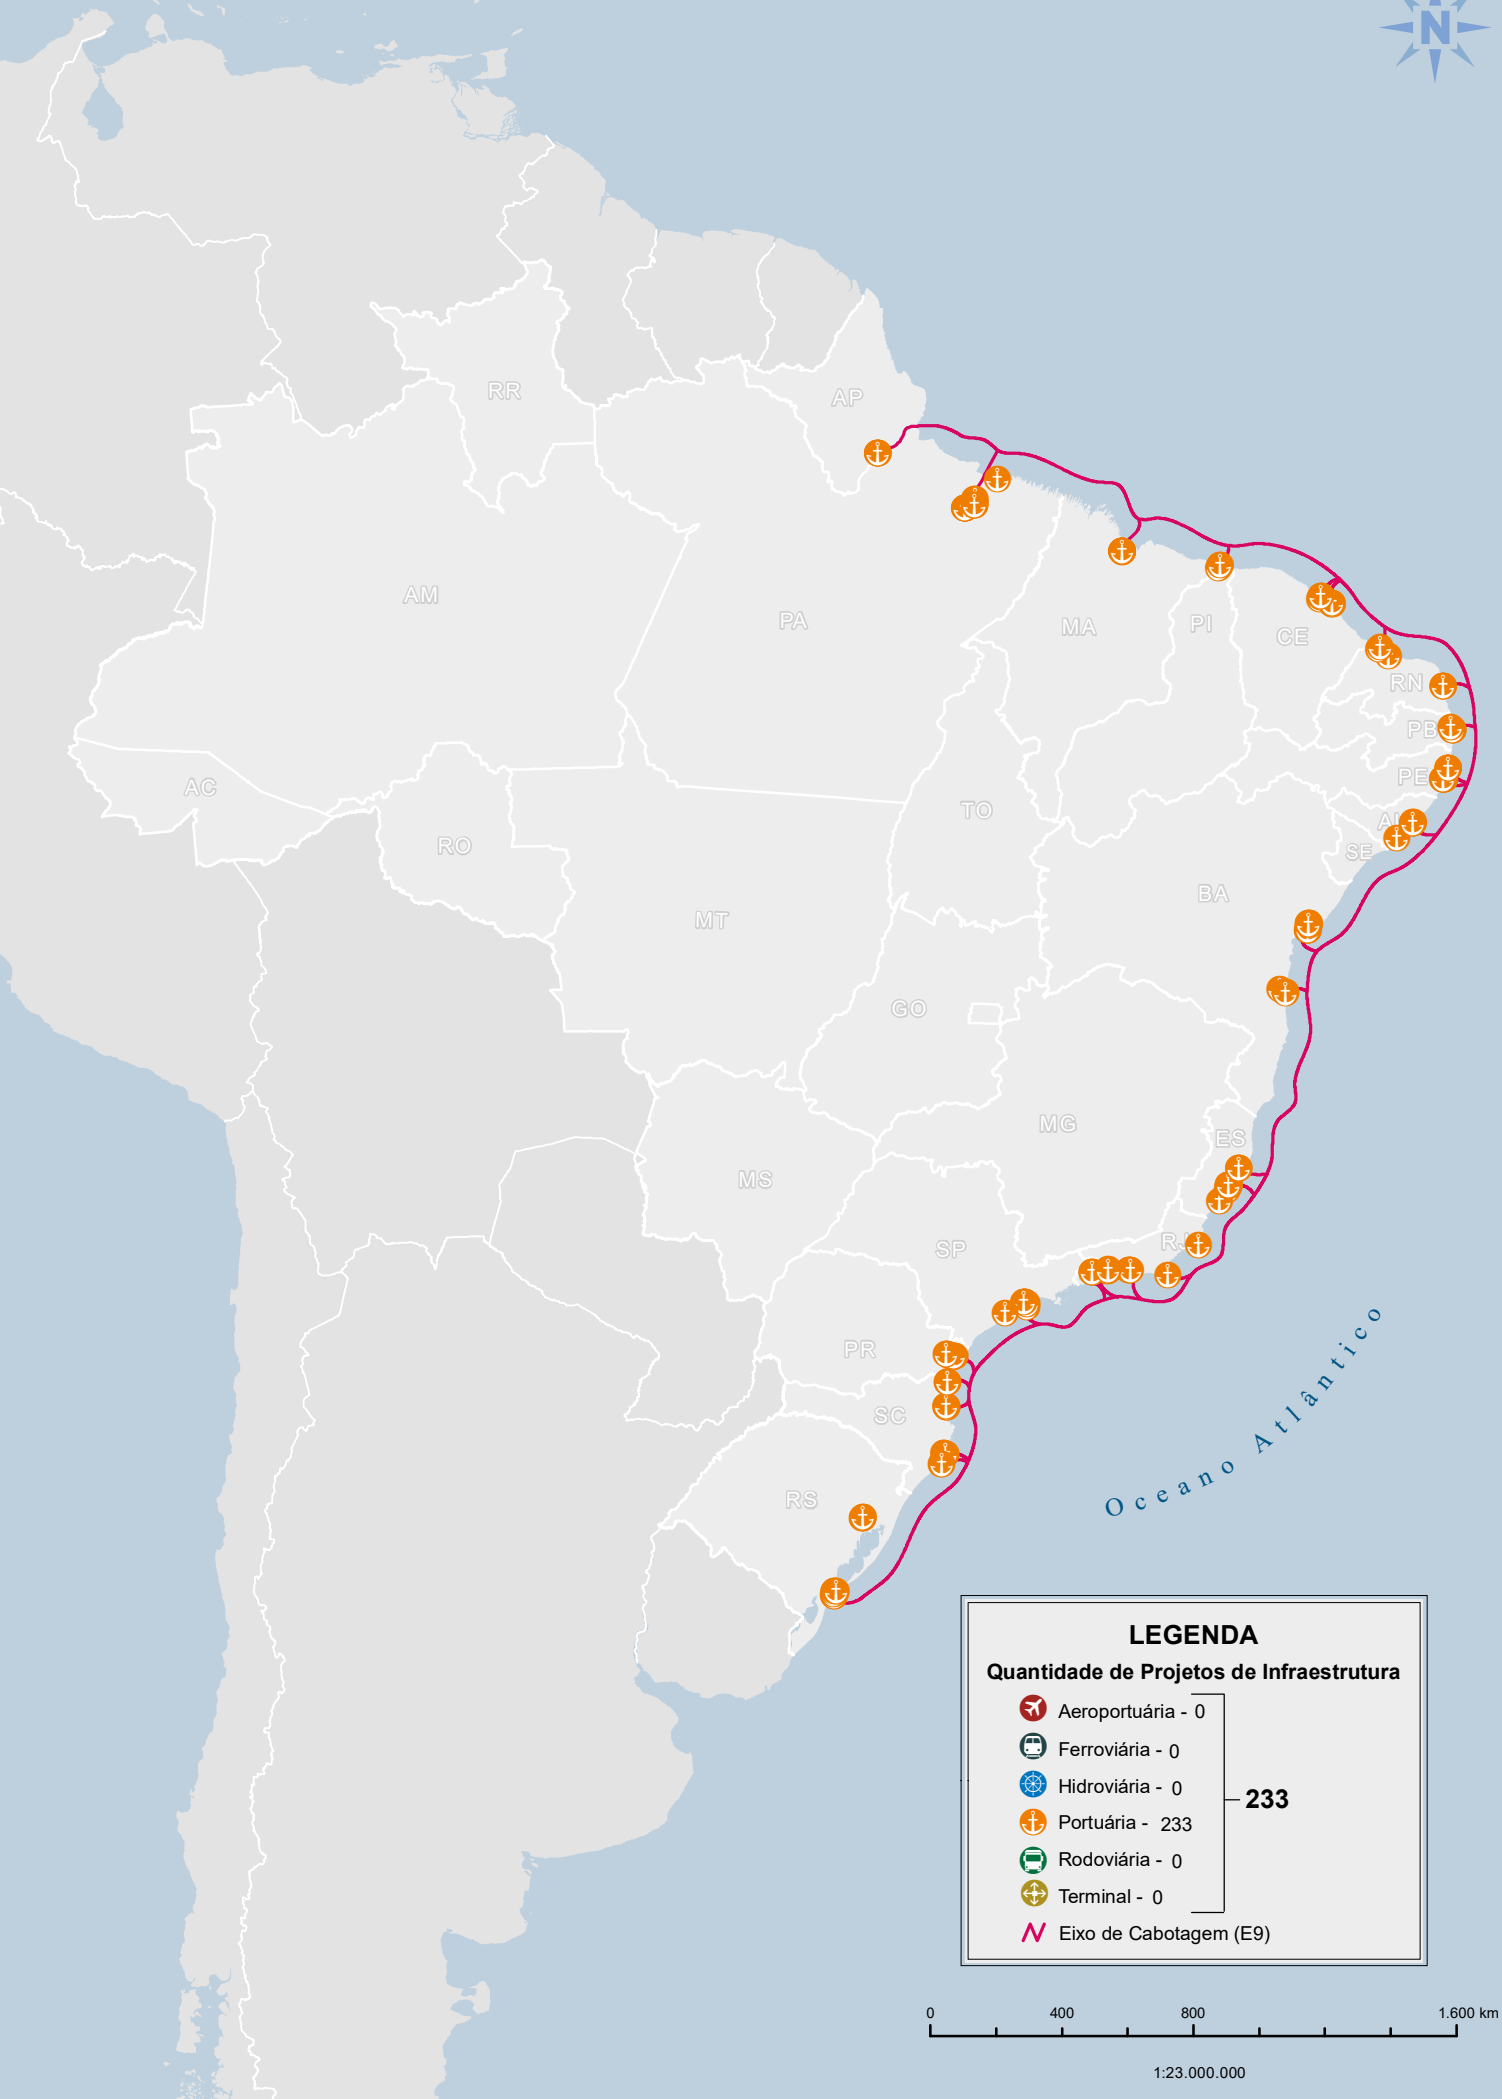 N
RR
AP
AM
PA
MA
PI
CE
RN
PB
PE
AL
SE
AC
RO
TO
BA
MT
GO
MG
ES
MS
SP
RJ
PR
SC
RS
Oceano Atlântico
LEGENDA
Quantidade de Projetos de Infraestrutura
Aeroportuária - 0
Ferroviária - 0
Hidroviária - 0
Portuária - 233
Rodoviária - 0
Terminal - 0
233
Eixo de Cabotagem (E9)
0 400 800 1.600 km
1:23.000.000